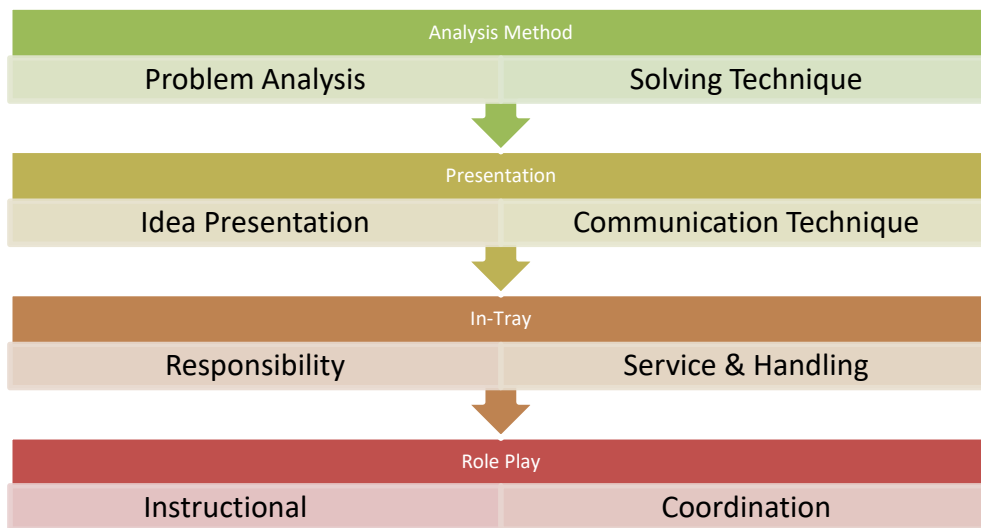 Analysis Method
Problem Analysis Solving Technique
Presentation
Idea Presentation Communication Technique
In-Tray
Responsibility Service & Handling
Role Play
Instructional Coordination